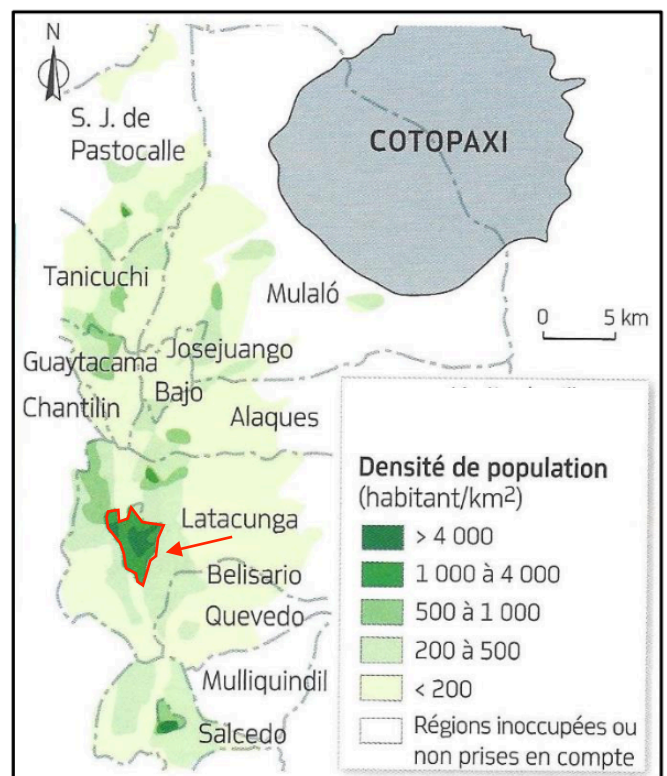 N
S. J. de
Pastocalle
COTOPAXI
Tanicuchi
Mulaló
0 5 km
Guaytacama
Josejuango
Chantilin
Bajo
Alaques
Densité de population
(habitant/km²)
> 4 000
1 000 à 4 000
500 à 1 000
200 à 500
< 200
Régions inoccupées ou
non prises en compte
Latacunga
Belisario
Quevedo
Mulliquindil
Salcedo